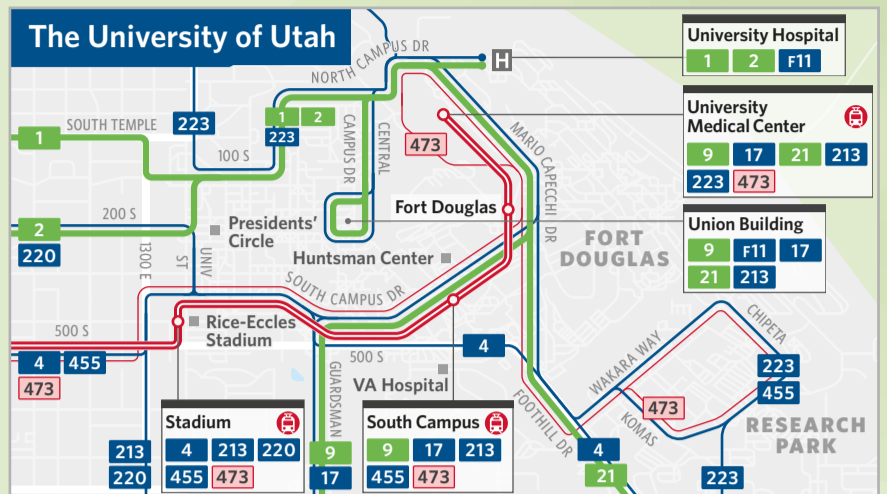 The University of Utah
NORTH CAMPUS DR
H
University Hospital
1 2 F11
University
Medical Center
9 17 21 213
223 473
Union Building
9 F11 17
21 213
1
SOUTH TEMPLE
223
1 2
223
100 S
CAMPUS DR
CENTRAL
473
MARIO CAPECCHI DR
2
220
200 S
1300 E
UNIV
ST
Presidents'
Circle
Fort Douglas
FORT
DOUGLAS
Huntsman Center
SOUTH CAMPUS DR
500 S
4 455
473
Rice-Eccles
Stadium
500 S
4
VA Hospital
GUARDSMAN
FOOTHILL DR
WAKARA WAY
CHIPETA
KOMAS
473
223
455
RESEARCH
PARK
Stadium
4 213 220
455 473
South Campus
9 17 213
455 473
213
220
9
17
4
21
223